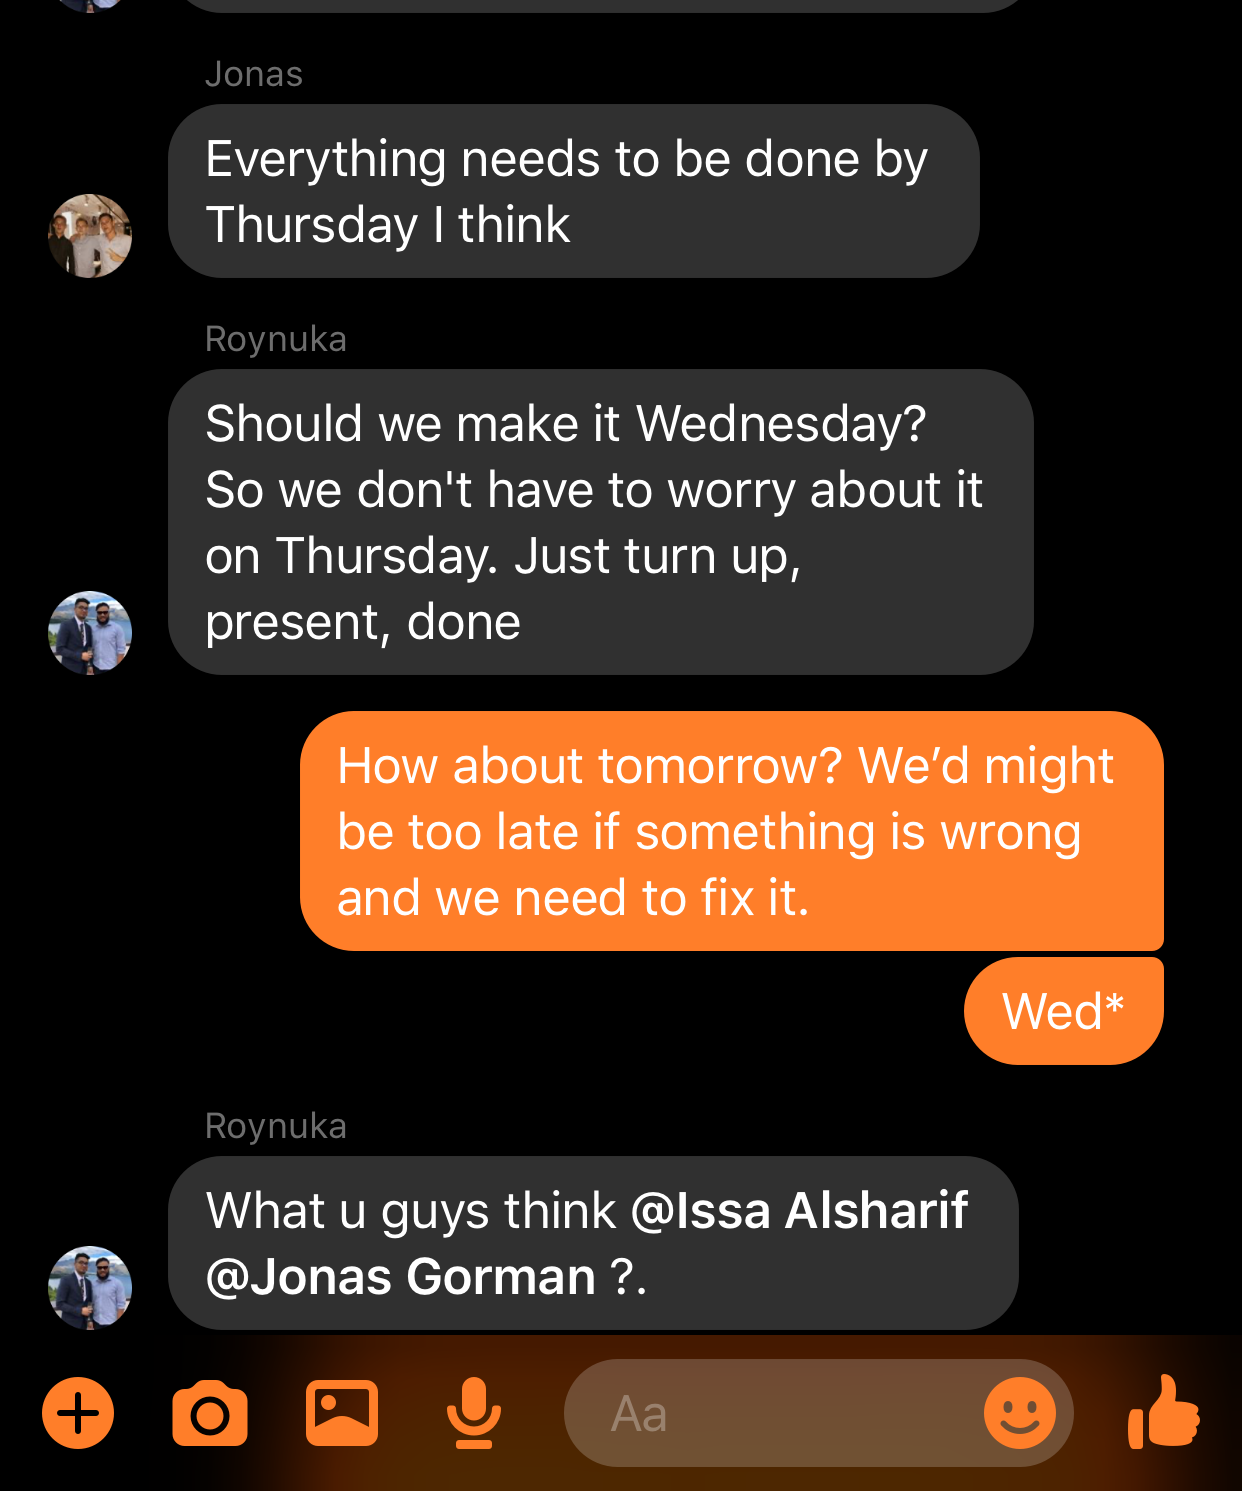 Jonas
Everything needs to be done by
Thursday I think
Roynuka
Should we make it Wednesday?
So we don't have to worry about it
on Thursday. Just turn up,
present, done
How about tomorrow? We’d might
be too late if something is wrong
and we need to fix it.
Wed*
Roynuka
What u guys think @Issa Alsharif
@Jonas Gorman ?.
Aa